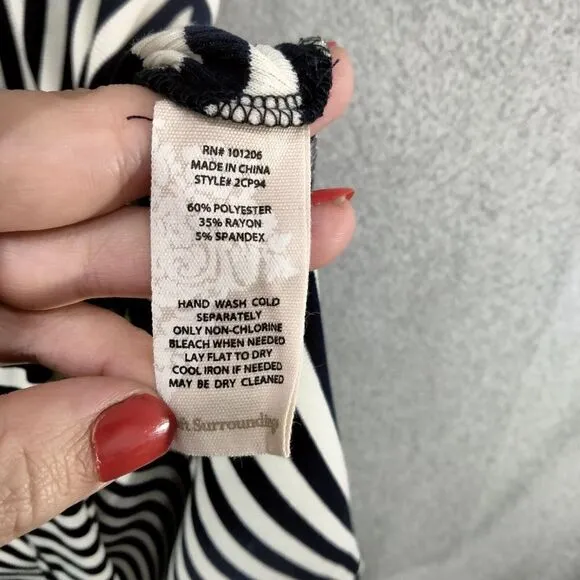 RN# 101206
MADE IN CHINA
STYLE# 2CP94
60% POLYESTER
35% RAYON
5% SPANDEX
HAND WASH COLD
SEPARATELY
ONLY NON-CHLORINE
BLEACH WHEN NEEDED
LAY FLAT TO DRY
COOL IRON IF NEEDED
MAY BE DRY CLEANED
ft Surroundings